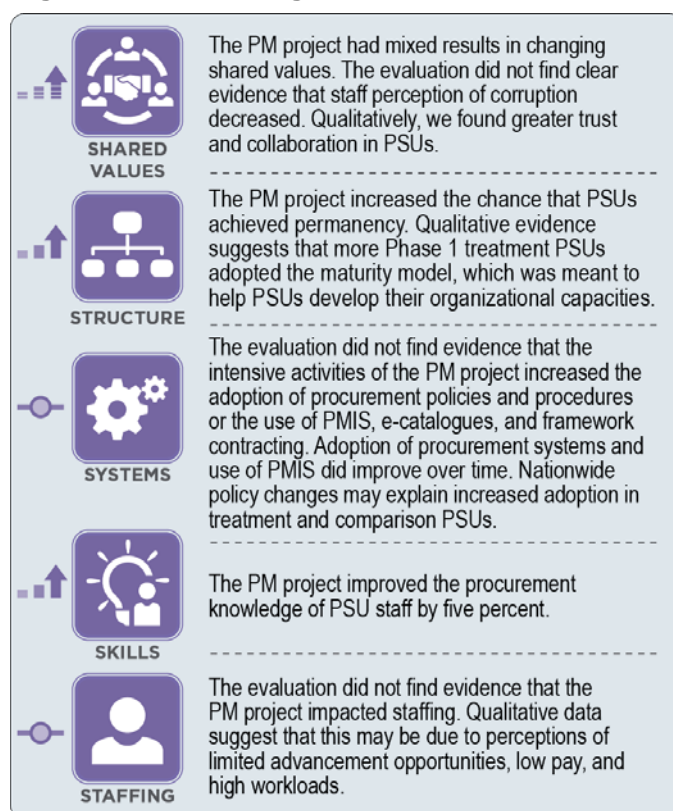 The PM project had mixed results in changing
shared values. The evaluation did not find clear
evidence that staff perception of corruption
decreased. Qualitatively, we found greater trust
and collaboration in PSUs.
SHARED
VALUES
The PM project increased the chance that PSUs
achieved permanency. Qualitative evidence
suggests that more Phase 1 treatment PSUs
adopted the maturity model, which was meant to
help PSUs develop their organizational capacities.
STRUCTURE
The evaluation did not find evidence that the
intensive activities of the PM project increased the
adoption of procurement policies and procedures
or the use of PMIS, e-catalogues, and framework
contracting. Adoption of procurement systems and
use of PMIS did improve over time. Nationwide
policy changes may explain increased adoption in
treatment and comparison PSUs.
SYSTEMS
The PM project improved the procurement
knowledge of PSU staff by five percent.
SKILLS
The evaluation did not find evidence that the
PM project impacted staffing. Qualitative data
suggest that this may be due to perceptions of
limited advancement opportunities, low pay, and
high workloads.
STAFFING